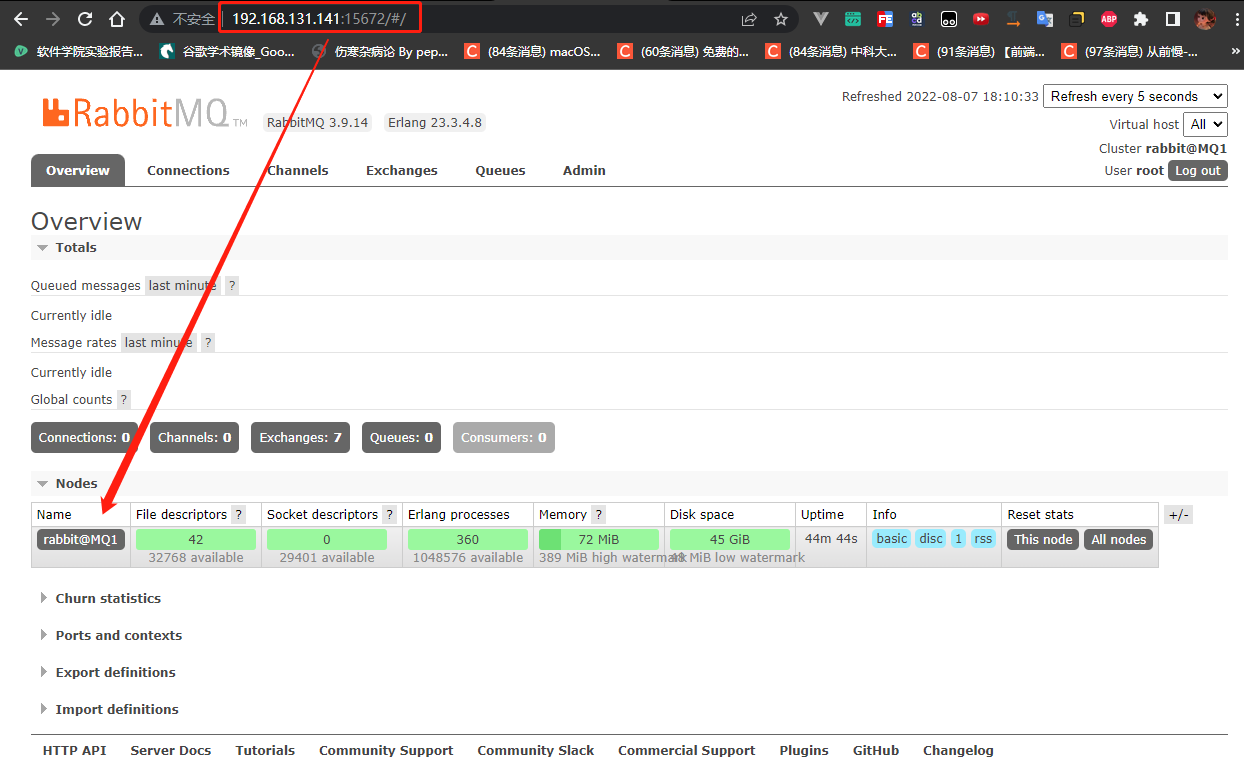 不安全 192.168.131.141:15672/#/
软件学院实验报告... 谷歌学术镜像_Goo... 伤寒杂病论 By pep... (84条消息) macOS... (60条消息) 免费的... (84条消息) 中科大... (91条消息) 【前端... (97条消息) 从前慢-... »
Refreshed 2022-08-07 18:10:33 Refresh every 5 seconds
RabbitMQ TM RabbitMQ 3.9.14 Erlang 23.3.4.8
Virtual host All
Cluster rabbit@MQ1
User root Log out
Overview Connections Channels Exchanges Queues Admin
Overview
Totals
Queued messages last minute ?
Currently idle
Message rates last minute ?
Currently idle
Global counts ?
Connections: 0 Channels: 0 Exchanges: 7 Queues: 0 Consumers: 0
Nodes
Name File descriptors ? Socket descriptors ? Erlang processes Memory ? Disk space Uptime Info Reset stats +/-
rabbit@MQ1 42 0 360 72 MiB 45 GiB 44m 44s basic disc 1 rss This node All nodes
32768 available 29401 available 1048576 available 389 MiB high watermark 48 MiB low watermark
Churn statistics
Ports and contexts
Export definitions
Import definitions
HTTP API Server Docs Tutorials Community Support Community Slack Commercial Support Plugins GitHub Changelog